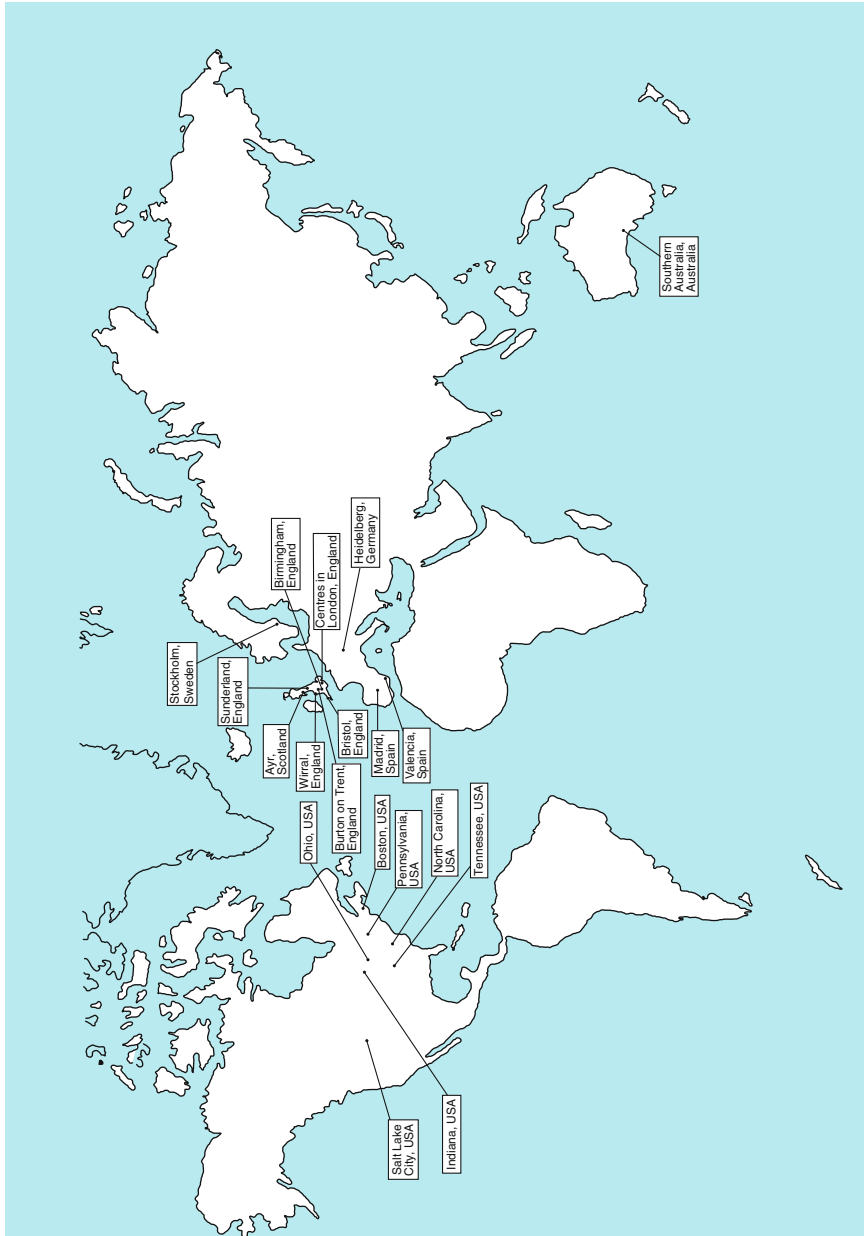 Stockholm,
Sweden
Sunderland,
England
Ayr,
Scotland
Wirral,
England
Burton on Trent,
England
Bristol,
England
Birmingham,
England
Centres in
London, England
Heidelberg,
Germany
Madrid,
Spain
Valencia,
Spain
Ohio, USA
Boston, USA
Pennsylvania,
USA
North Carolina,
USA
Tennessee, USA
Salt Lake
City, USA
Indiana, USA
Southern
Australia,
Australia